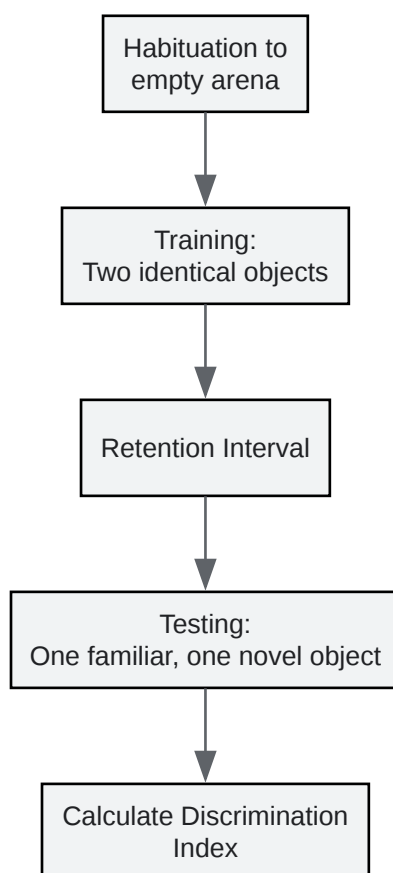 Habituation to
empty arena
Training:
Two identical objects
Retention Interval
Testing:
One familiar, one novel object
Calculate Discrimination
Index